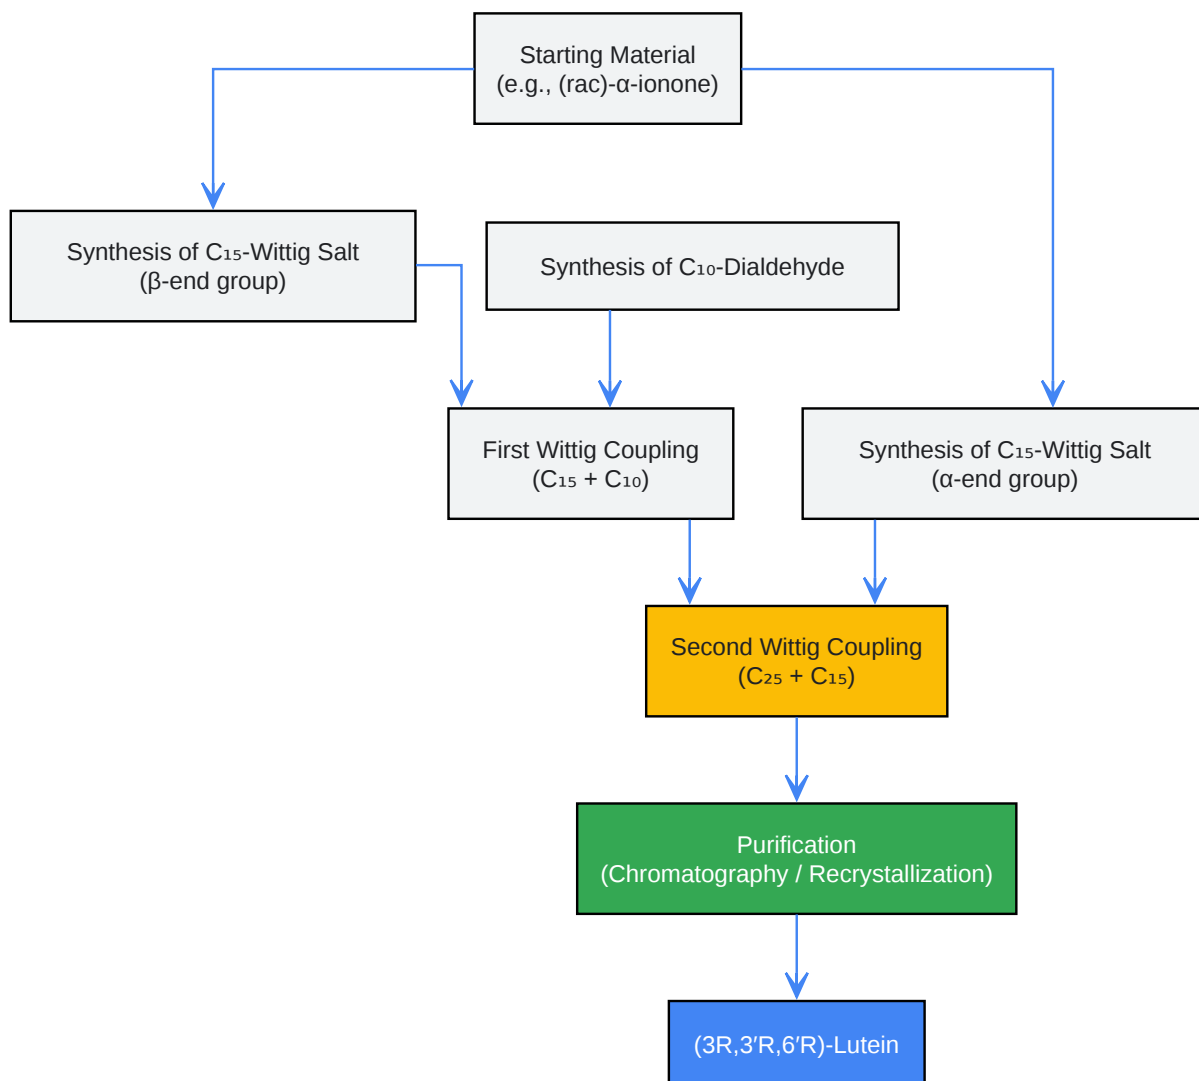 Starting Material
(e.g., (rac)-α-ionone)
Synthesis of C₁₅-Wittig Salt
(β-end group)
Synthesis of C₁₀-Dialdehyde
First Wittig Coupling
(C₁₅ + C₁₀)
Synthesis of C₁₅-Wittig Salt
(α-end group)
Second Wittig Coupling
(C₂₅ + C₁₅)
Purification
(Chromatography / Recrystallization)
(3R,3′R,6′R)-Lutein